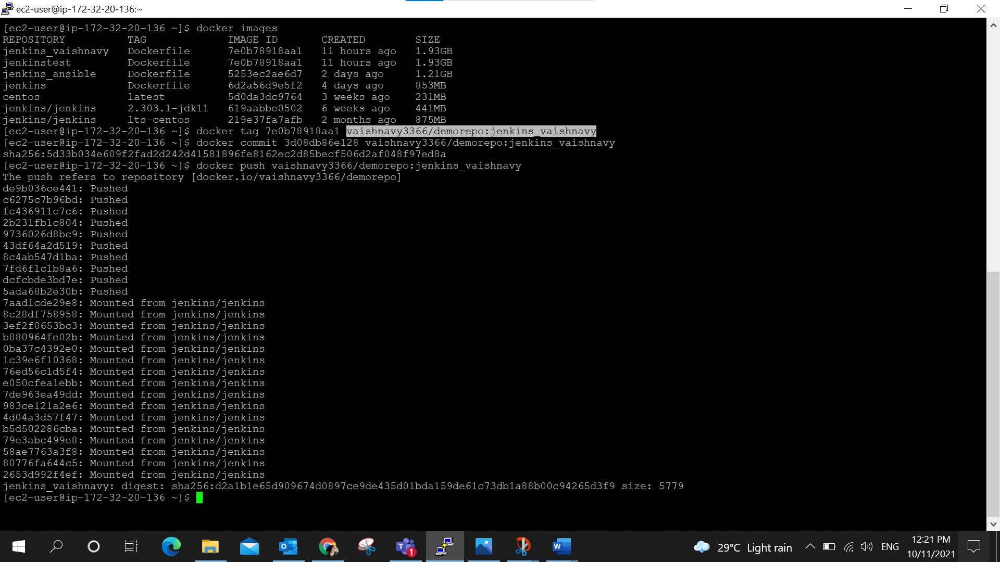 ec2-user@ip-172-32-20-136:~
[ec2-user@ip-172-32-20-136 ~]$ docker images
REPOSITORY TAG IMAGE ID CREATED SIZE
jenkins_vaishnavy Dockerfile 7e0b78918aa1 11 hours ago 1.93GB
jenkinstest Dockerfile 7e0b78918aa1 11 hours ago 1.93GB
jenkins_ansible Dockerfile 5253ec2ae6d7 2 days ago 1.21GB
jenkins Dockerfile 6d2a56d9e5f2 4 days ago 853MB
centos latest 5d0da3dc9764 3 weeks ago 231MB
jenkins/jenkins 2.303.1-jdk11 619aabbe0502 6 weeks ago 441MB
jenkins/jenkins lts-centos 219e37fa7afb 2 months ago 875MB
[ec2-user@ip-172-32-20-136 ~]$ docker tag 7e0b78918aa1 vaishnavy3366/demorepo:jenkins_vaishnavy
[ec2-user@ip-172-32-20-136 ~]$ docker commit 3d08db86e128 vaishnavy3366/demorepo:jenkins_vaishnavy
sha256:5d33b034e609f2fad2d242d41581896fe8162ec2d85becf506d2af048f97ed8a
[ec2-user@ip-172-32-20-136 ~]$ docker push vaishnavy3366/demorepo:jenkins_vaishnavy
The push refers to repository [docker.io/vaishnavy3366/demorepo]
de9b036ce441: Pushed
c6275c7b96bd: Pushed
fc436911c7c6: Pushed
2b231fb1c804: Pushed
9736026d8bc9: Pushed
43df64a2d519: Pushed
8c4ab547d1ba: Pushed
7fd6f1c1b8a6: Pushed
dcfcbde3bd7e: Pushed
5ada68b2e30b: Pushed
7aad1cde29e8: Mounted from jenkins/jenkins
8c28df758958: Mounted from jenkins/jenkins
3ef2f0653bc3: Mounted from jenkins/jenkins
b880964fe02b: Mounted from jenkins/jenkins
0ba37c4392e0: Mounted from jenkins/jenkins
1c39e6f10368: Mounted from jenkins/jenkins
76ed56c1d5f4: Mounted from jenkins/jenkins
e050cfea1ebb: Mounted from jenkins/jenkins
7de963ea49dd: Mounted from jenkins/jenkins
983ce121a2e6: Mounted from jenkins/jenkins
4d04a3d57f47: Mounted from jenkins/jenkins
b5d502286cba: Mounted from jenkins/jenkins
79e3abc499e8: Mounted from jenkins/jenkins
58ae7763a3f8: Mounted from jenkins/jenkins
80776fa644c5: Mounted from jenkins/jenkins
2653d992f4ef: Mounted from jenkins/jenkins
jenkins_vaishnavy: digest: sha256:d2a1b1e65d909674d0897ce9de435d01bda159de61c73db1a88b00c94265d3f9 size: 5779
[ec2-user@ip-172-32-20-136 ~]$
29°C Light rain
ENG
12:21 PM
10/11/2021